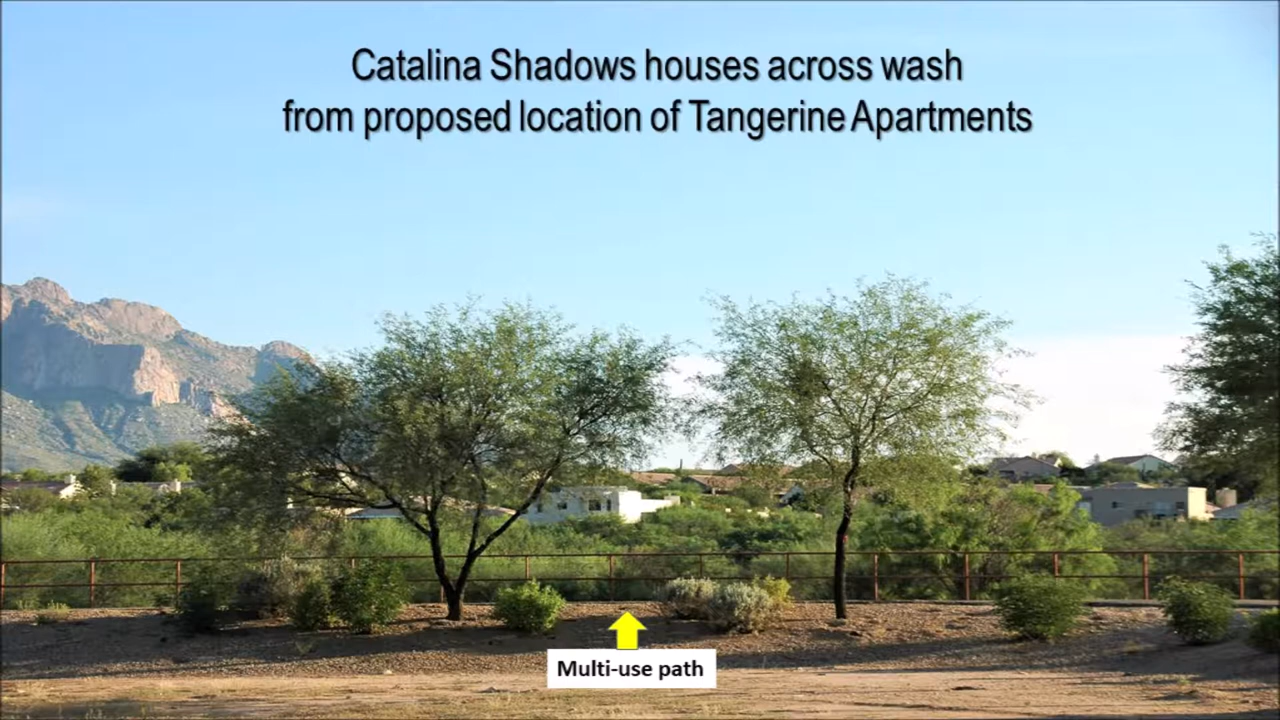 Catalina Shadows houses across wash
from proposed location of Tangerine Apartments
Multi-use path